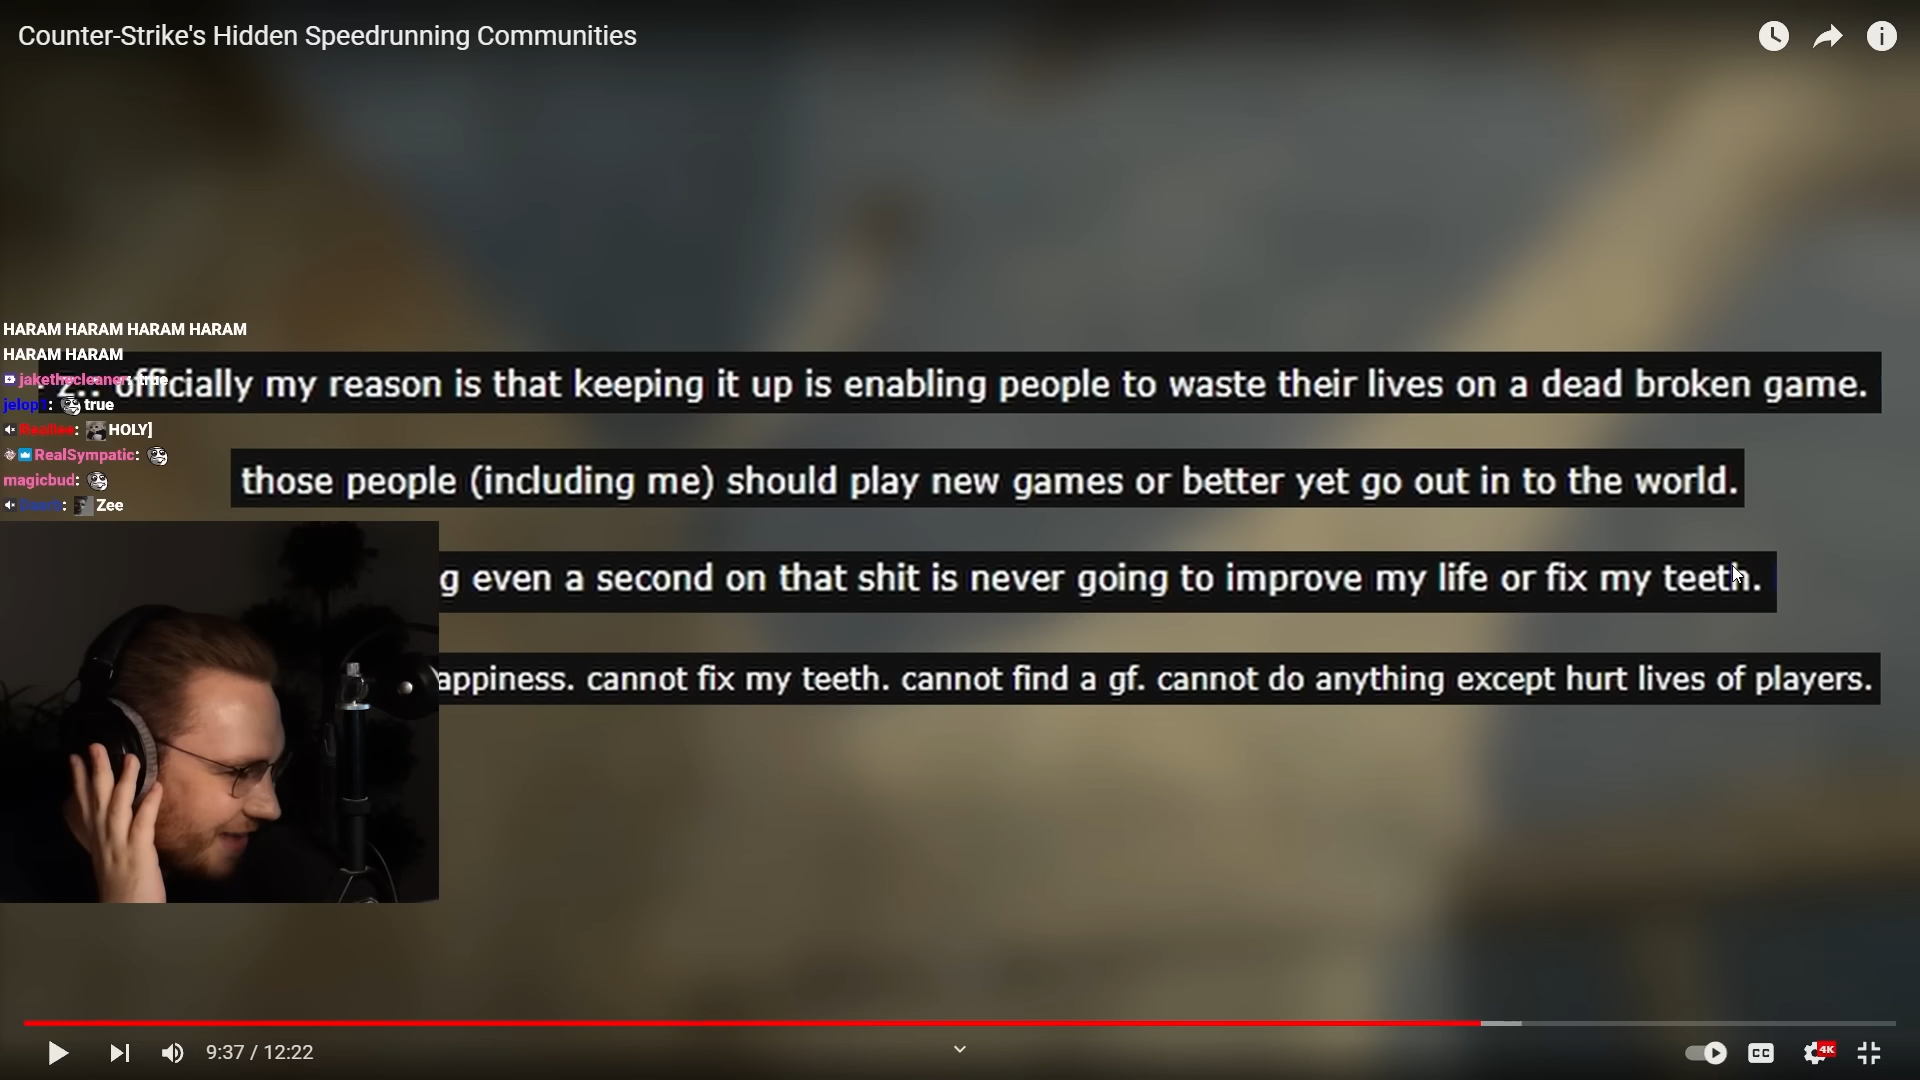 Counter-Strike's Hidden Speedrunning Communities
HARAM HARAM HARAM HARAM
HARAM HARAM
jakethecleaner: true
officially my reason is that keeping it up is enabling people to waste their lives on a dead broken game.
: true
: HOLY]
RealSympatic:
magicbud:
those people (including me) should play new games or better yet go out in to the world.
: Zee
g even a second on that shit is never going to improve my life or fix my teeth.
appiness. cannot fix my teeth. cannot find a gf. cannot do anything except hurt lives of players.
9:37 / 12:22
CC
4K